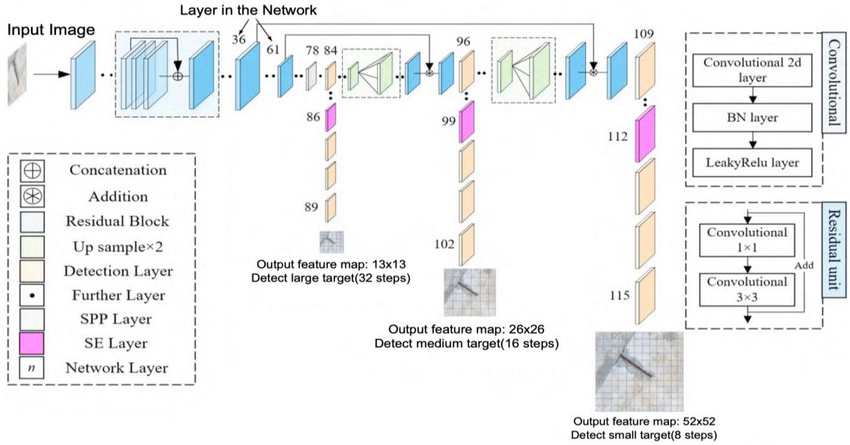 Layer in the Network
Input Image
36
61
78
84
96
109
86
99
112
89
102
115
Output feature map: 13x13
Detect large target(32 steps)
Output feature map: 26x26
Detect medium target(16 steps)
Output feature map: 52x52
Detect small target(8 steps)
Concatenation
Addition
Residual Block
Up sample×2
Detection Layer
Further Layer
SPP Layer
SE Layer
n Network Layer
Convolutional 2d
layer
BN layer
LeakyRelu layer
Convolutional
Convolutional
1×1
Add
Convolutional
3×3
Residual unit